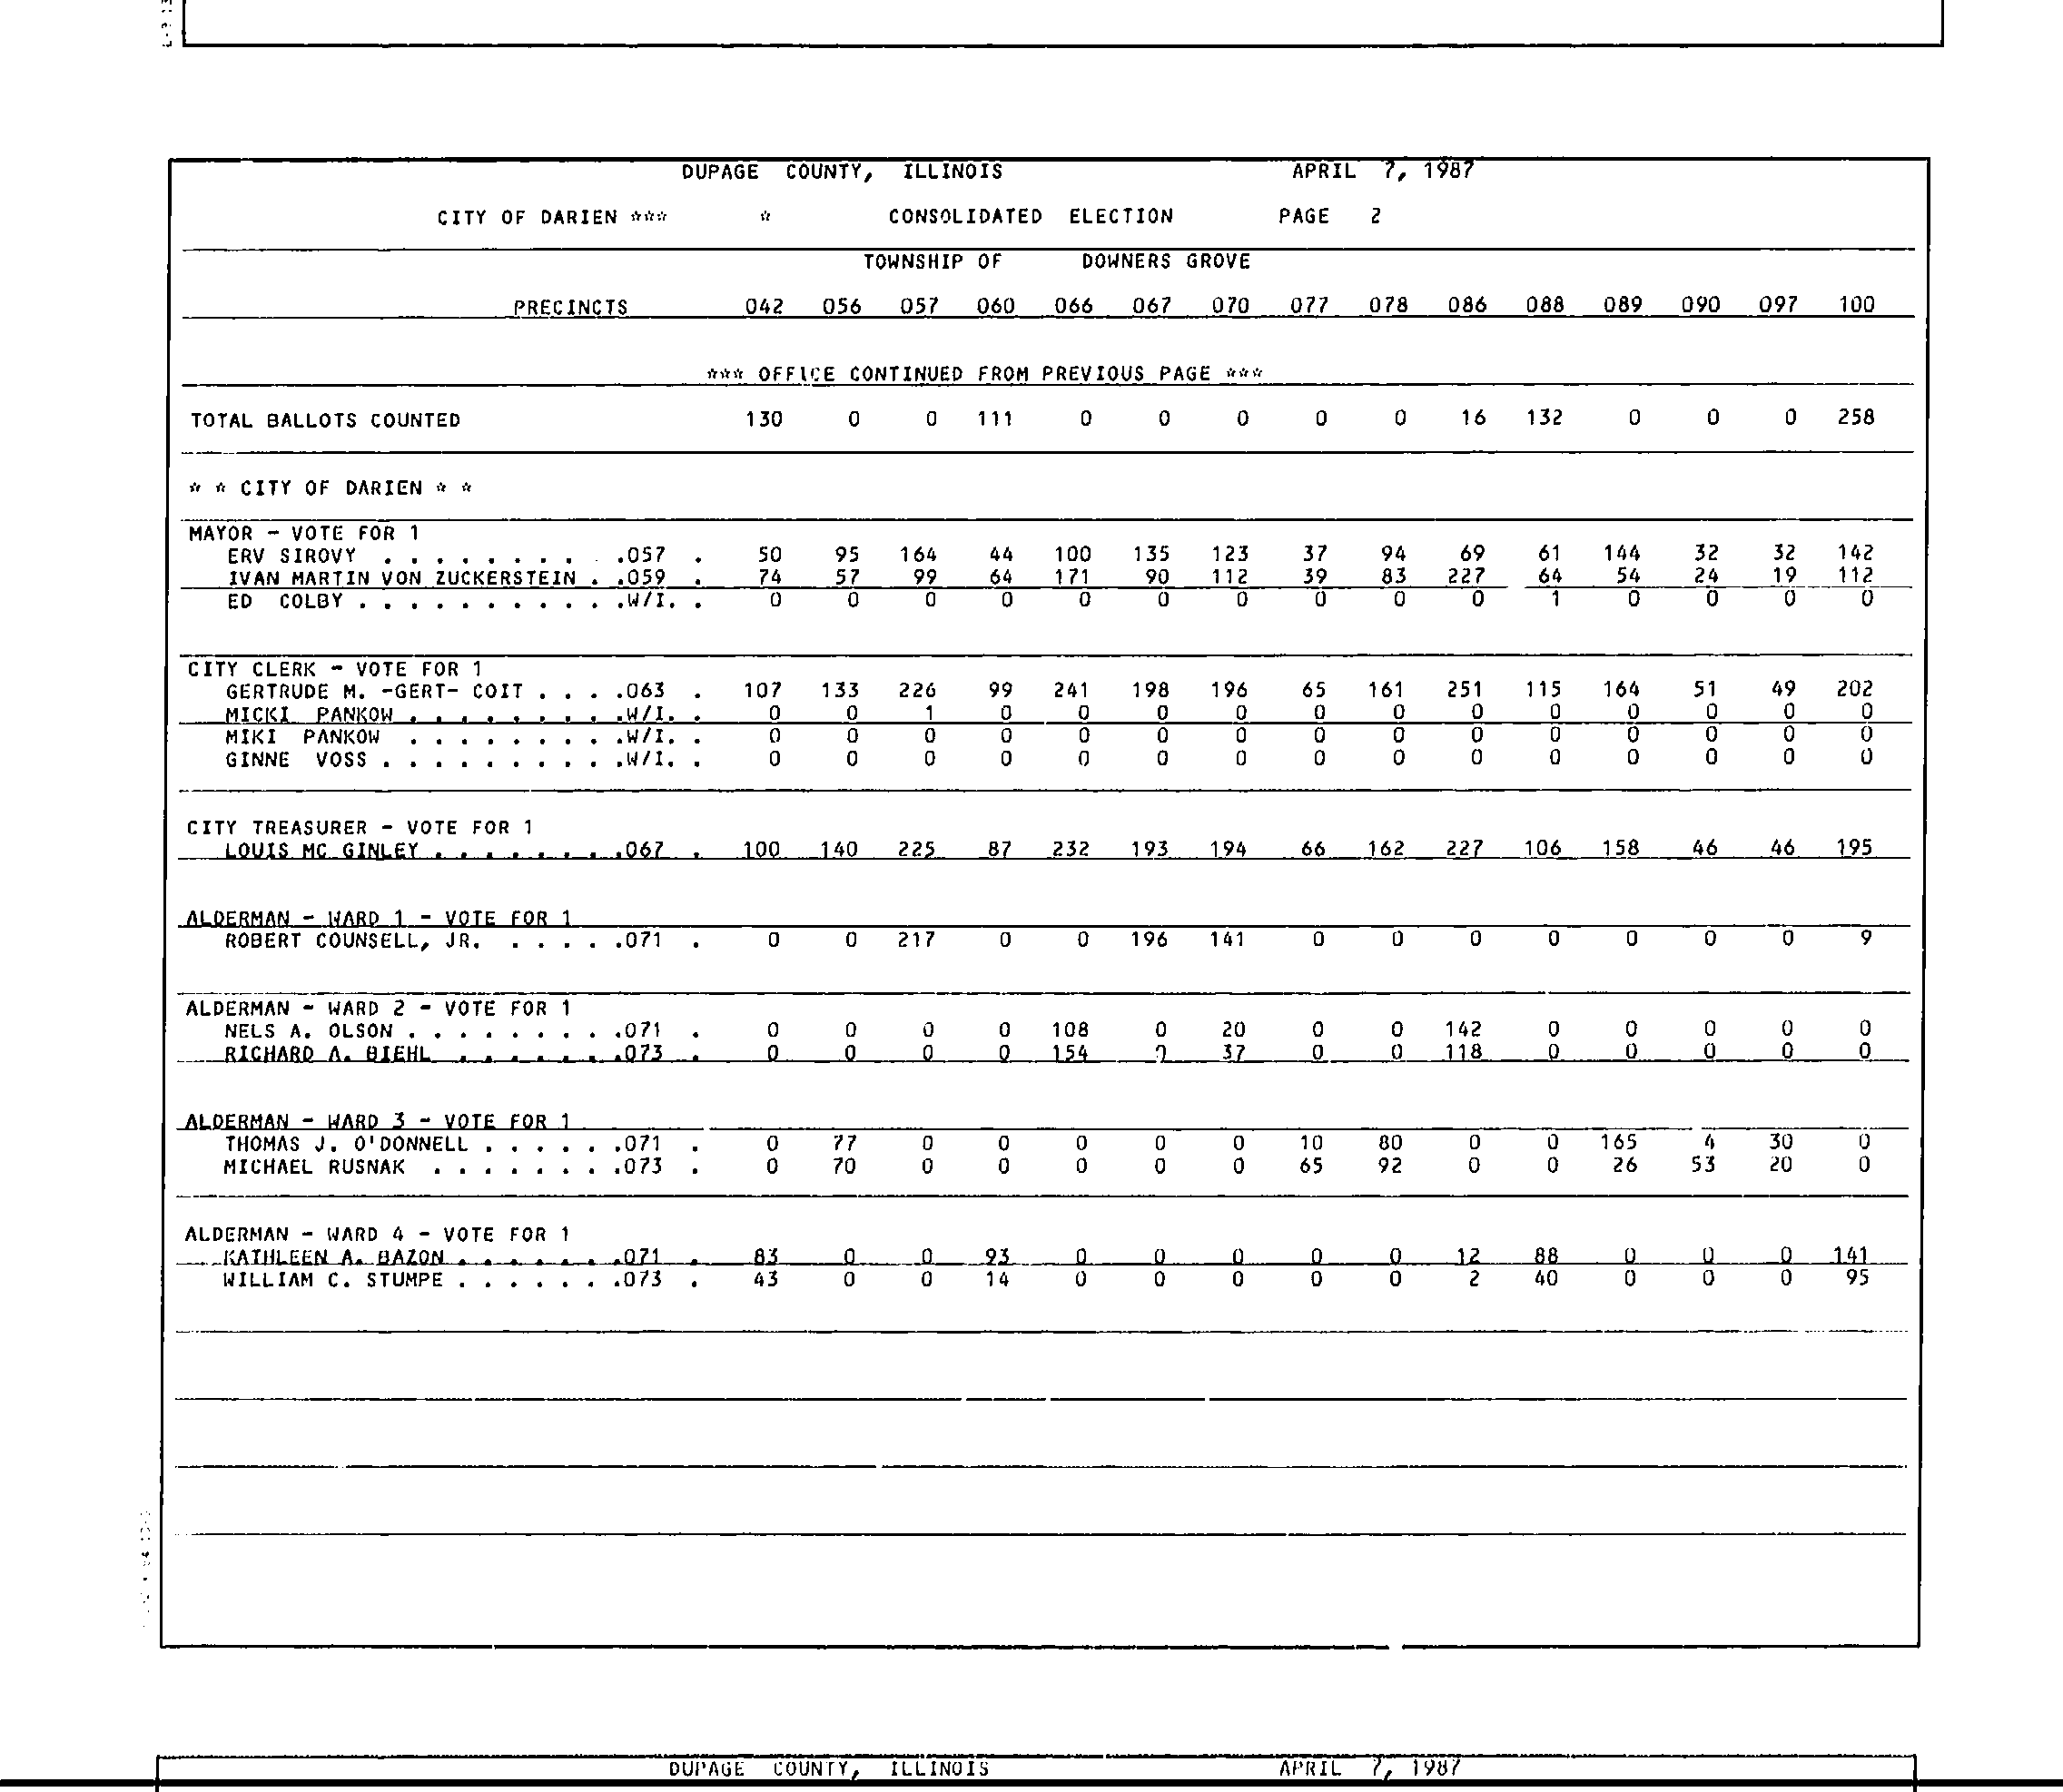 DUPAGE COUNTY, ILLINOIS APRIL 7, 1987
CITY OF DARIEN *** * CONSOLIDATED ELECTION PAGE 2
TOWNSHIP OF DOWNERS GROVE
PRECINCTS 042 056 057 060 066 067 070 077 078 086 088 089 090 097 100
*** OFFICE CONTINUED FROM PREVIOUS PAGE ***
TOTAL BALLOTS COUNTED 130 0 0 111 0 0 0 0 0 16 132 0 0 0 258
* * CITY OF DARIEN * *
MAYOR - VOTE FOR 1
ERV SIROVY . . . . . . . . .057 . 50 95 164 44 100 135 123 37 94 69 61 144 32 32 142
IVAN MARTIN VON ZUCKERSTEIN . .059 . 74 57 99 64 171 90 112 39 83 227 64 54 24 19 112
ED COLBY . . . . . . . . . . .W/I. . 0 0 0 0 0 0 0 0 0 0 1 0 0 0 0
CITY CLERK - VOTE FOR 1
GERTRUDE M. -GERT- COIT . . . .063 . 107 133 226 99 241 198 196 65 161 251 115 164 51 49 202
MICKI PANKOW . . . . . . . . .W/I. . 0 0 1 0 0 0 0 0 0 0 0 0 0 0 0
MIKI PANKOW . . . . . . . . .W/I. . 0 0 0 0 0 0 0 0 0 0 0 0 0 0 0
GINNE VOSS . . . . . . . . . .W/I. . 0 0 0 0 0 0 0 0 0 0 0 0 0 0 0
CITY TREASURER - VOTE FOR 1
LOUIS MC GINLEY . . . . . . . .067 . 100 140 225 87 232 193 194 66 162 227 106 158 46 46 195
ALDERMAN - WARD 1 - VOTE FOR 1
ROBERT COUNSELL, JR. . . . . .071 . 0 0 217 0 0 196 141 0 0 0 0 0 0 0 9
ALDERMAN - WARD 2 - VOTE FOR 1
NELS A. OLSON . . . . . . . . .071 . 0 0 0 0 108 0 20 0 0 142 0 0 0 0 0
RICHARD A. BIEHL . . . . . . .073 . 0 0 0 0 154 0 37 0 0 118 0 0 0 0 0
ALDERMAN - WARD 3 - VOTE FOR 1
THOMAS J. O'DONNELL . . . . . .071 . 0 77 0 0 0 0 0 10 80 0 0 165 4 30 0
MICHAEL RUSNAK . . . . . . . .073 . 0 70 0 0 0 0 0 65 92 0 0 26 53 20 0
ALDERMAN - WARD 4 - VOTE FOR 1
KATHLEEN A. BAZON . . . . . . .071 . 83 0 0 93 0 0 0 0 0 12 88 0 0 0 141
WILLIAM C. STUMPE . . . . . . .073 . 43 0 0 14 0 0 0 0 0 2 40 0 0 0 95
DUPAGE COUNTY, ILLINOIS APRIL 7, 1987